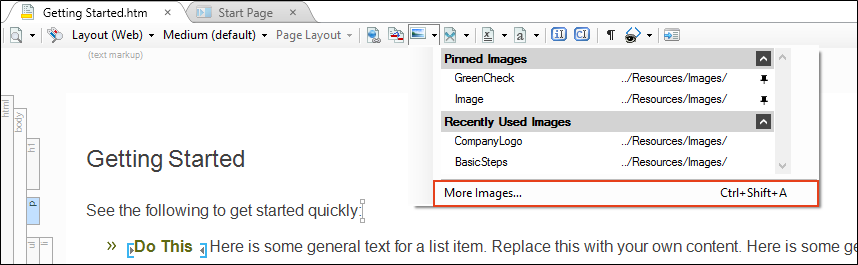 Getting Started.htm
Start Page
Layout (Web) Medium (default) Page Layout
(text markup)
Pinned Images
GreenCheck ../Resources/Images/
Image ../Resources/Images/
Recently Used Images
CompanyLogo ../Resources/Images/
BasicSteps ../Resources/Images/
More Images... Ctrl+Shift+A
html
body
h1
Getting Started
p
See the following to get started quickly:
» Do This Here is some general text for a list item. Replace this with your own content. Here is some ge